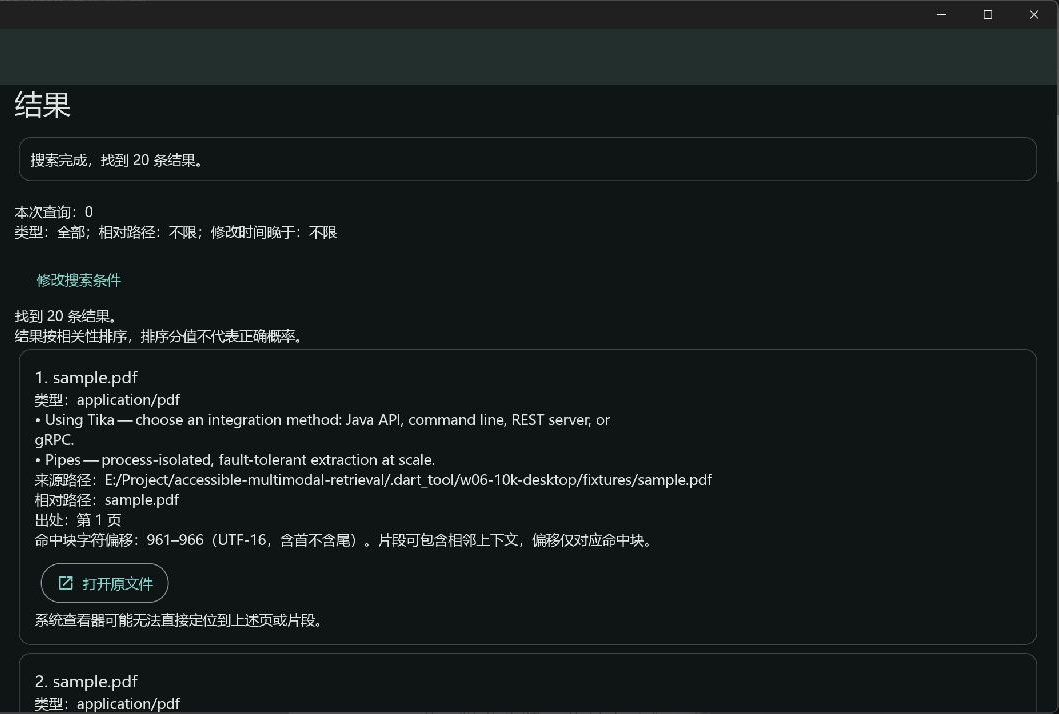 结果
搜索完成，找到 20 条结果。
本次查询：0
类型：全部；相对路径：不限；修改时间晚于：不限
修改搜索条件
找到 20 条结果。
结果按相关性排序，排序分值不代表正确概率。
1. sample.pdf
类型：application/pdf
• Using Tika — choose an integration method: Java API, command line, REST server, or
gRPC.
• Pipes — process-isolated, fault-tolerant extraction at scale.
来源路径：E:/Project/accessible-multimodal-retrieval/.dart_tool/w06-10k-desktop/fixtures/sample.pdf
相对路径：sample.pdf
出处：第 1 页
命中块字符偏移：961–966（UTF-16，含首不含尾）。片段可包含相邻上下文，偏移仅对应命中块。
打开原文件
系统查看器可能无法直接定位到上述页或片段。
2. sample.pdf
类型：application/pdf